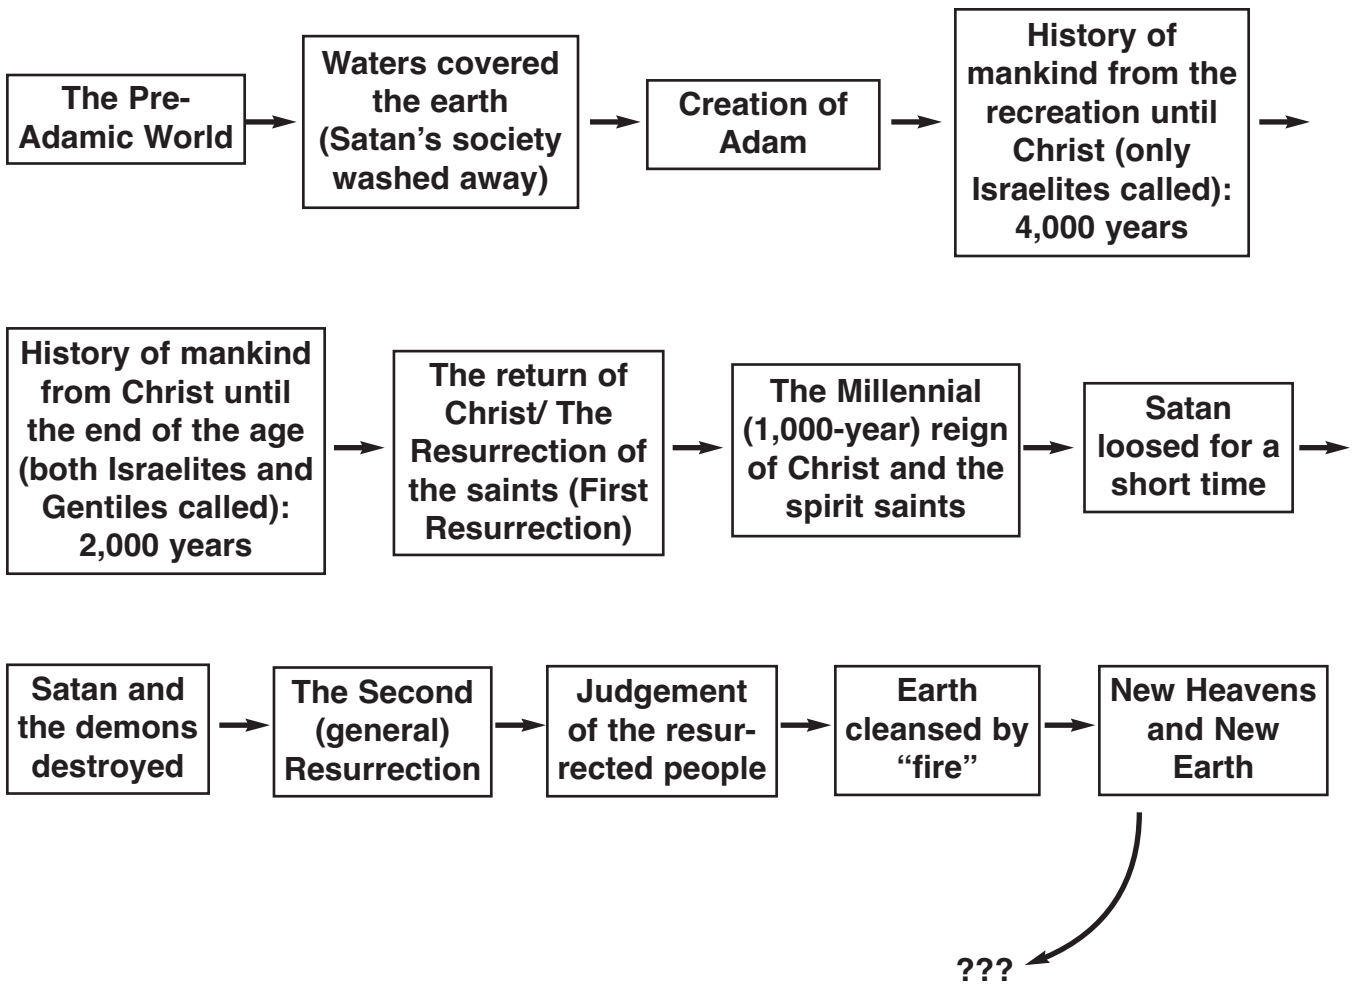 The Pre-
Adamic World
Waters covered
the earth
(Satan's society
washed away)
Creation of
Adam
History of
mankind from the
recreation until
Christ (only
Israelites called):
4,000 years
History of mankind
from Christ until
the end of the age
(both Israelites and
Gentiles called):
2,000 years
The return of
Christ/ The
Resurrection of
the saints (First
Resurrection)
The Millennial
(1,000-year) reign
of Christ and the
spirit saints
Satan
loosed for a
short time
Satan and
the demons
destroyed
The Second
(general)
Resurrection
Judgement
of the resur-
rected people
Earth
cleansed by
“fire”
New Heavens
and New
Earth
???